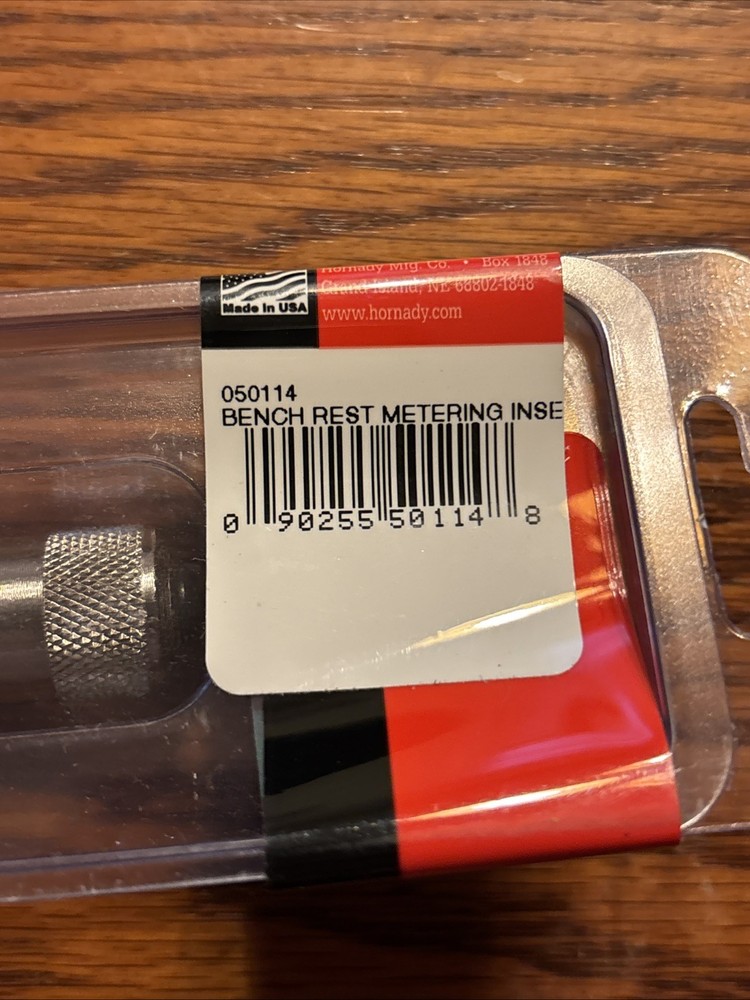 Made in USA
Hornady Mfg. Co. • Box 1848
Grand Island, NE 68802-1848
www.hornady.com
050114
BENCH REST METERING INSE
0 90255 50114 8